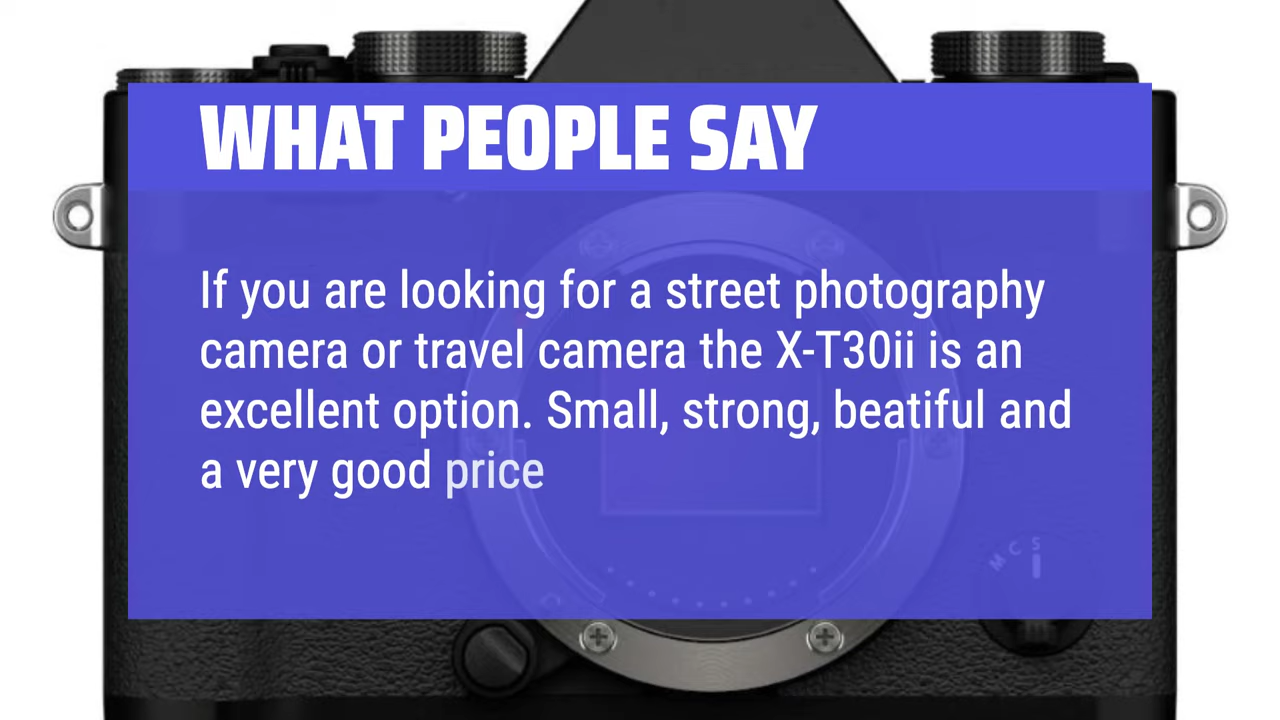 WHAT PEOPLE SAY
If you are looking for a street photography
camera or travel camera the X-T30ii is an
excellent option. Small, strong, beatiful and
a very good price
M C S